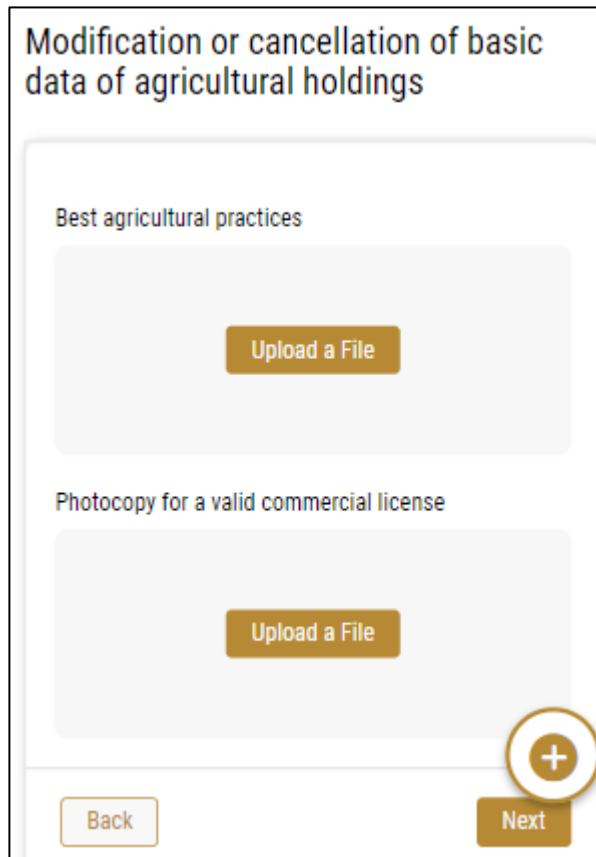 Modification or cancellation of basic
data of agricultural holdings
Best agricultural practices
Upload a File
Photocopy for a valid commercial license
Upload a File
Back
Next